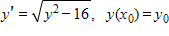 y′ = √(y² − 16),  y(x₀) = y₀